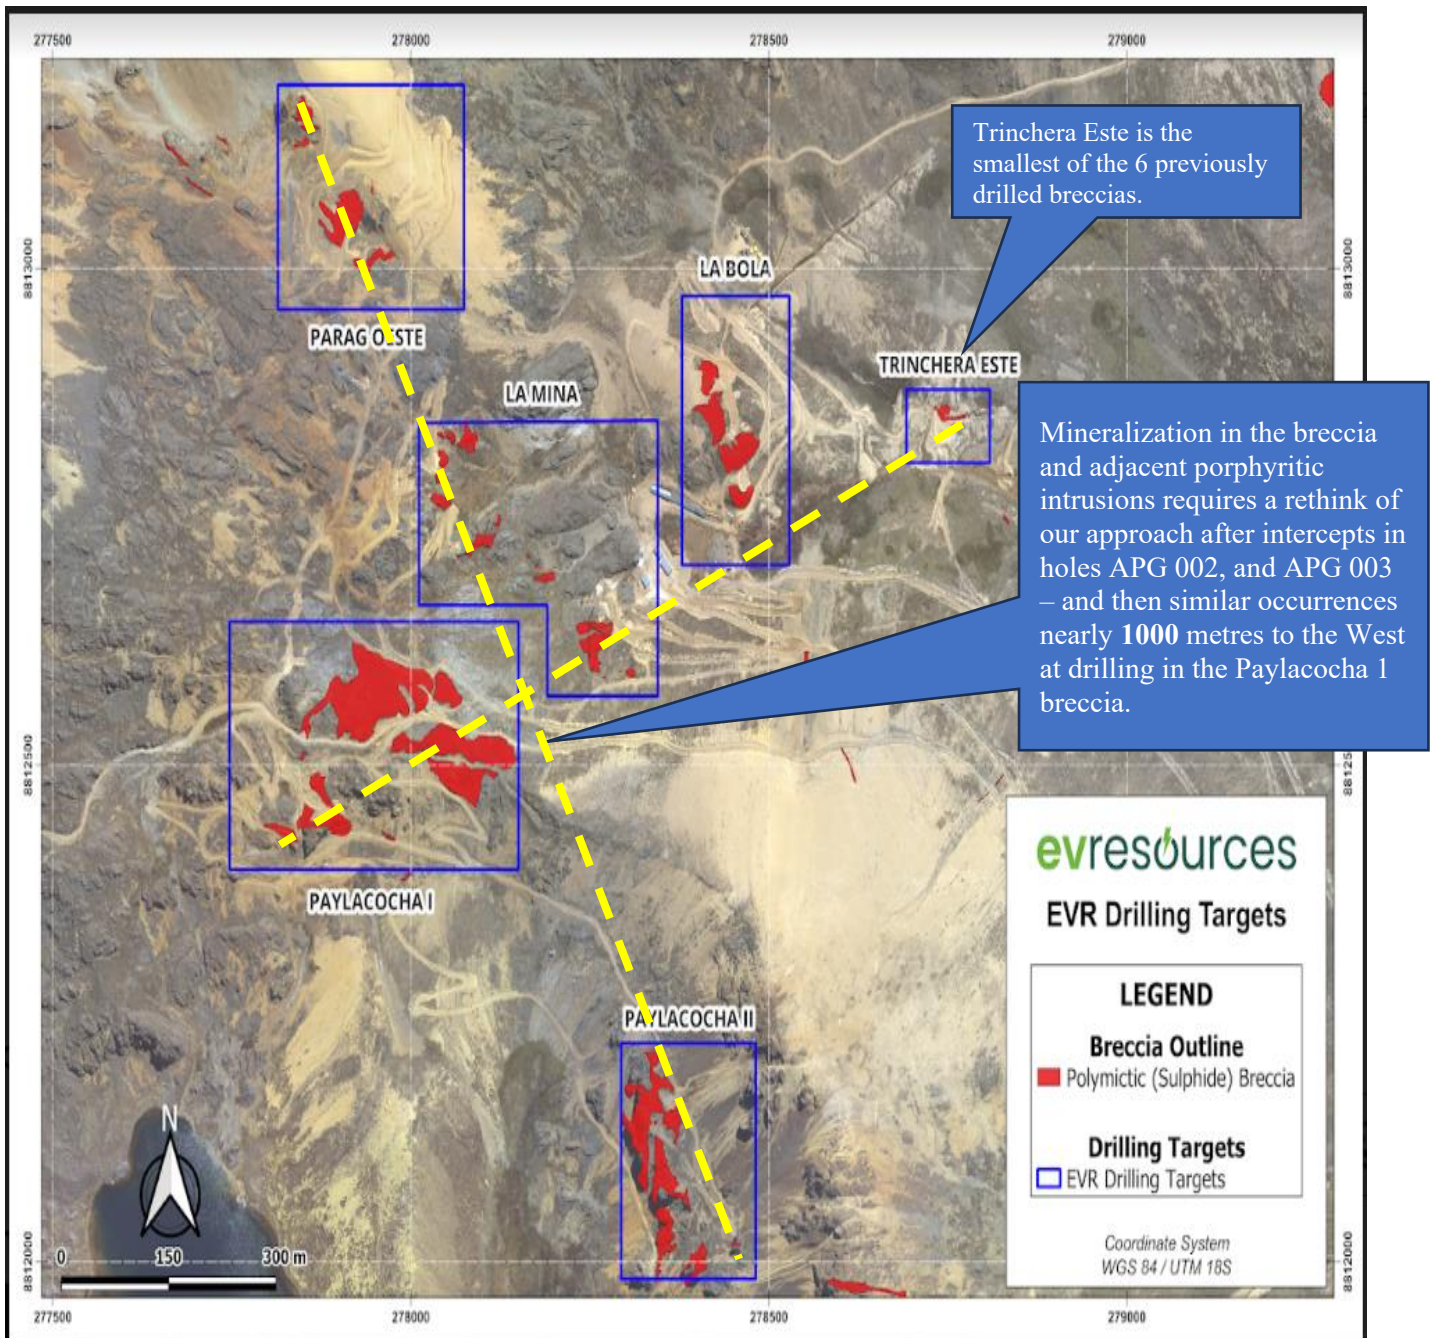 277500 278000 278500 279000
Trinchera Este is the
smallest of the 6 previously
drilled breccias.
8813000 8813000
LA BOLA
PARAG OESTE
TRINCHERA ESTE
LA MINA
Mineralization in the breccia
and adjacent porphyritic
intrusions requires a rethink of
our approach after intercepts in
holes APG 002, and APG 003
– and then similar occurrences
nearly 1000 metres to the West
at drilling in the Paylacocha 1
breccia.
8812500
PAYLACOCHA I
evresources
EVR Drilling Targets
LEGEND
Breccia Outline
Polymictic (Sulphide) Breccia
Drilling Targets
EVR Drilling Targets
Coordinate System
WGS 84 / UTM 18S
PAYLACOCHA II
N
0 150 300 m
8812000 8812000
277500 278000 278500 279000